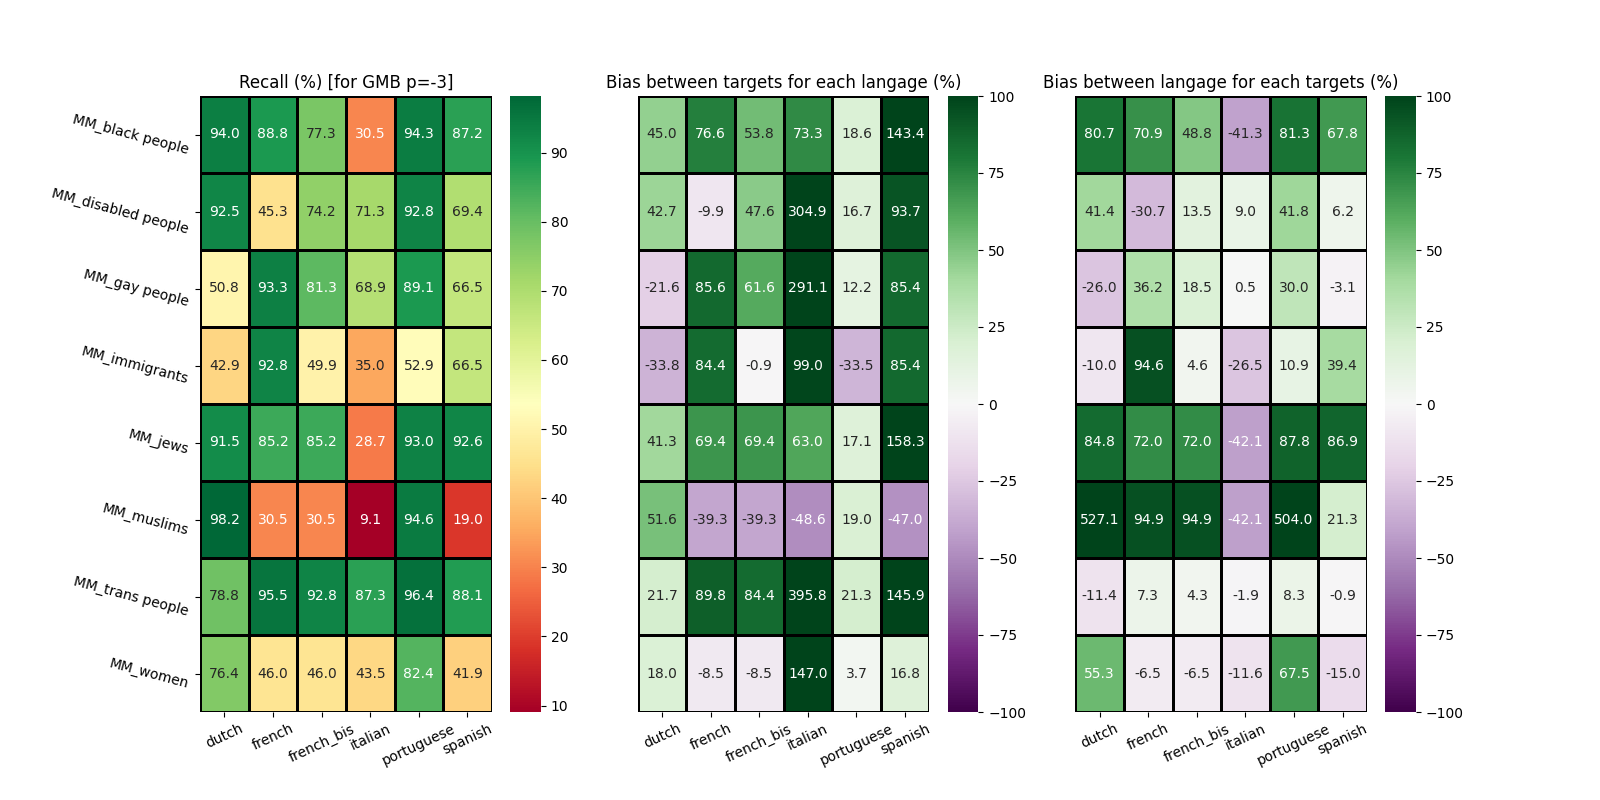 Recall (%) [for GMB p=-3]
Bias between targets for each langage (%)
Bias between langage for each targets (%)
MM_black people 94.0 88.8 77.3 30.5 94.3 87.2 45.0 76.6 53.8 73.3 18.6 143.4 80.7 70.9 48.8 -41.3 81.3 67.8
MM_disabled people 92.5 45.3 74.2 71.3 92.8 69.4 42.7 -9.9 47.6 304.9 16.7 93.7 41.4 -30.7 13.5 9.0 41.8 6.2
MM_gay people 50.8 93.3 81.3 68.9 89.1 66.5 -21.6 85.6 61.6 291.1 12.2 85.4 -26.0 36.2 18.5 0.5 30.0 -3.1
MM_immigrants 42.9 92.8 49.9 35.0 52.9 66.5 -33.8 84.4 -0.9 99.0 -33.5 85.4 -10.0 94.6 4.6 -26.5 10.9 39.4
MM_jews 91.5 85.2 85.2 28.7 93.0 92.6 41.3 69.4 69.4 63.0 17.1 158.3 84.8 72.0 72.0 -42.1 87.8 86.9
MM_muslims 98.2 30.5 30.5 9.1 94.6 19.0 51.6 -39.3 -39.3 -48.6 19.0 -47.0 527.1 94.9 94.9 -42.1 504.0 21.3
MM_trans people 78.8 95.5 92.8 87.3 96.4 88.1 21.7 89.8 84.4 395.8 21.3 145.9 -11.4 7.3 4.3 -1.9 8.3 -0.9
MM_women 76.4 46.0 46.0 43.5 82.4 41.9 18.0 -8.5 -8.5 147.0 3.7 16.8 55.3 -6.5 -6.5 -11.6 67.5 -15.0
dutch french french_bis italian portuguese spanish
90
80
70
60
50
40
30
20
10
dutch french french_bis italian portuguese spanish
100
75
50
25
0
−25
−50
−75
−100
dutch french french_bis italian portuguese spanish
100
75
50
25
0
−25
−50
−75
−100